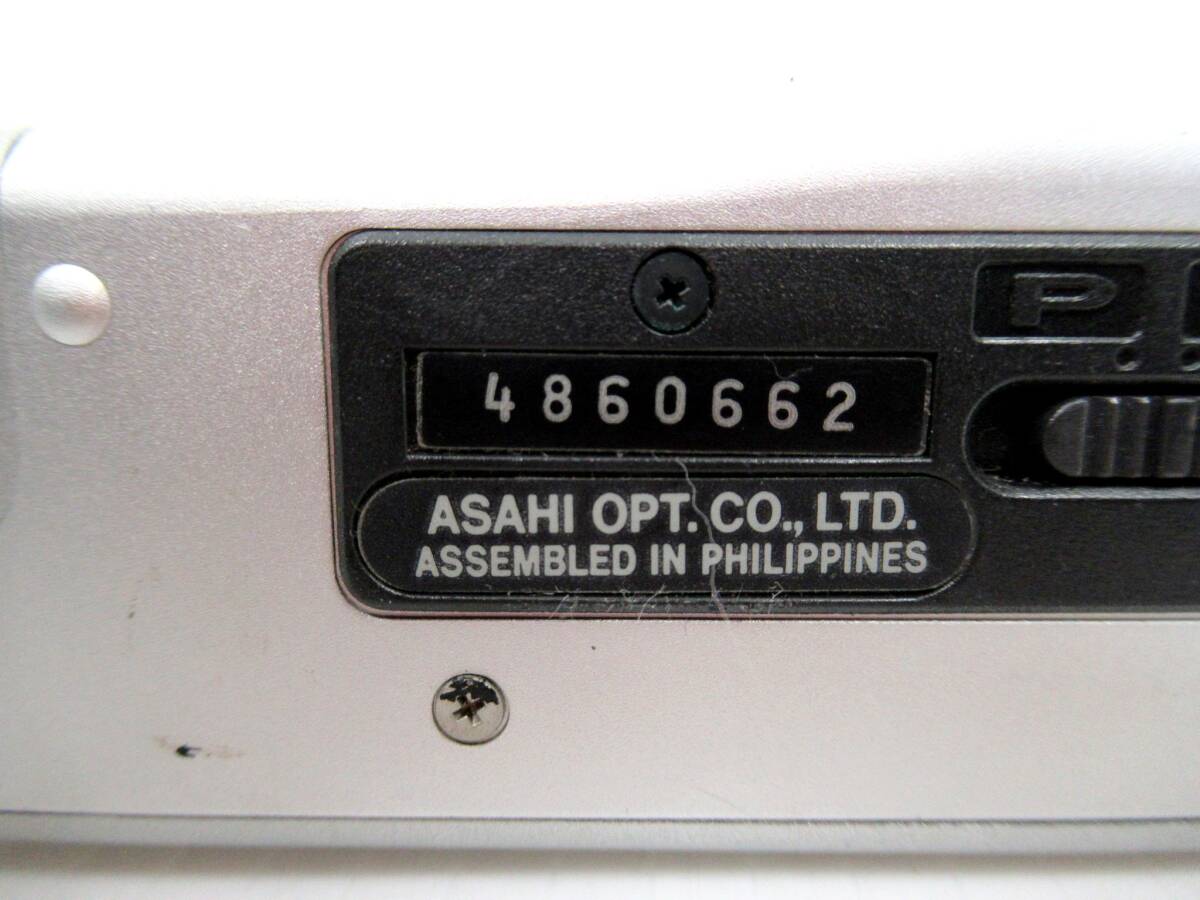 P
4860662
ASAHI OPT. CO., LTD.
ASSEMBLED IN PHILIPPINES